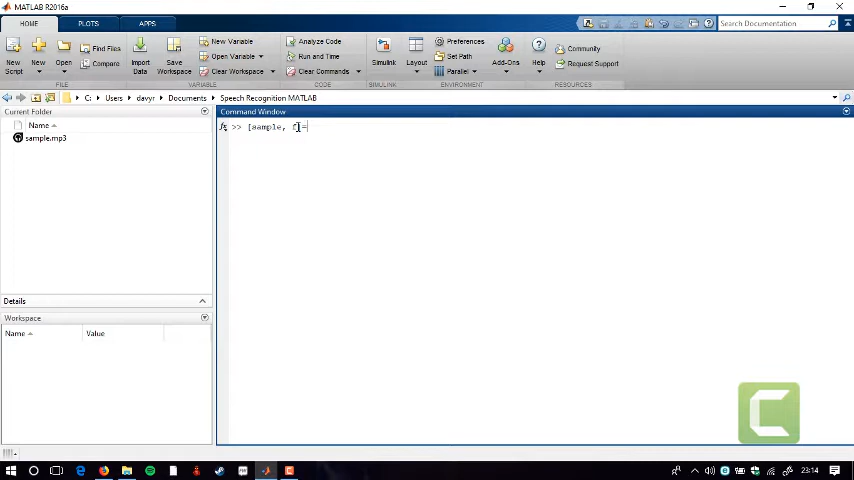 MATLAB R2016a
HOME PLOTS APPS
Search Documentation
New Script
New
Open
Find Files
Compare
Import Data
Save Workspace
New Variable
Open Variable
Clear Workspace
Analyze Code
Run and Time
Clear Commands
Simulink
Layout
Preferences
Set Path
Parallel
Add-Ons
Help
Community
Request Support
FILE VARIABLE CODE SIMULINK ENVIRONMENT RESOURCES
C: Users davyr Documents Speech Recognition MATLAB
Current Folder
Name
sample.mp3
Details
Workspace
Name Value
Command Window
fx >> [sample,
23:14